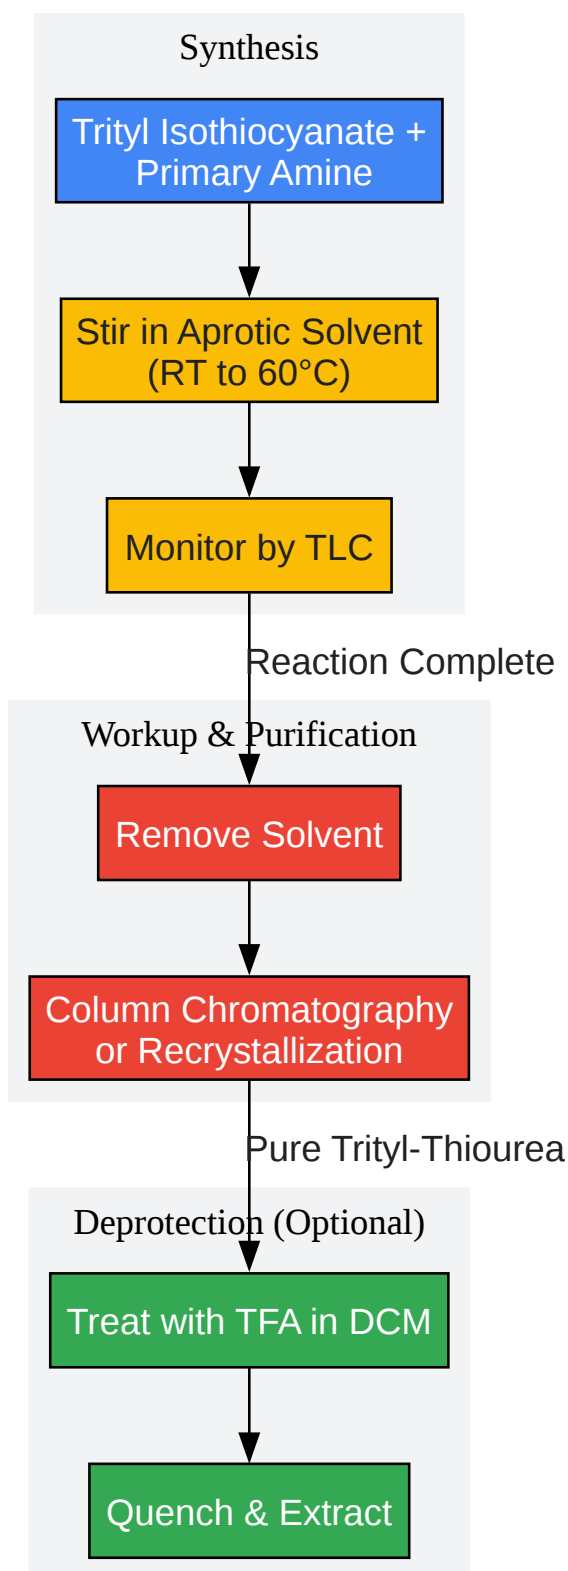 Synthesis
Trityl Isothiocyanate +
Primary Amine
Stir in Aprotic Solvent
(RT to 60°C)
Monitor by TLC
Reaction Complete
Workup & Purification
Remove Solvent
Column Chromatography
or Recrystallization
Pure Trityl-Thiourea
Deprotection (Optional)
Treat with TFA in DCM
Quench & Extract